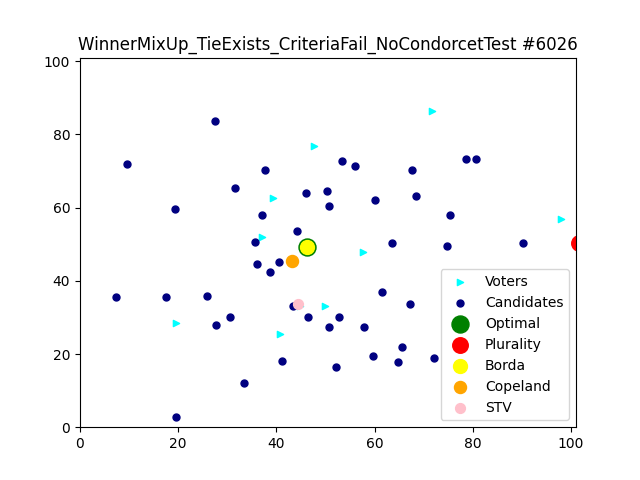 WinnerMixUp_TieExists_CriteriaFail_NoCondorcetTest #6026
100
80
60
40
20
0
0 20 40 60 80 100
Voters
Candidates
Optimal
Plurality
Borda
Copeland
STV